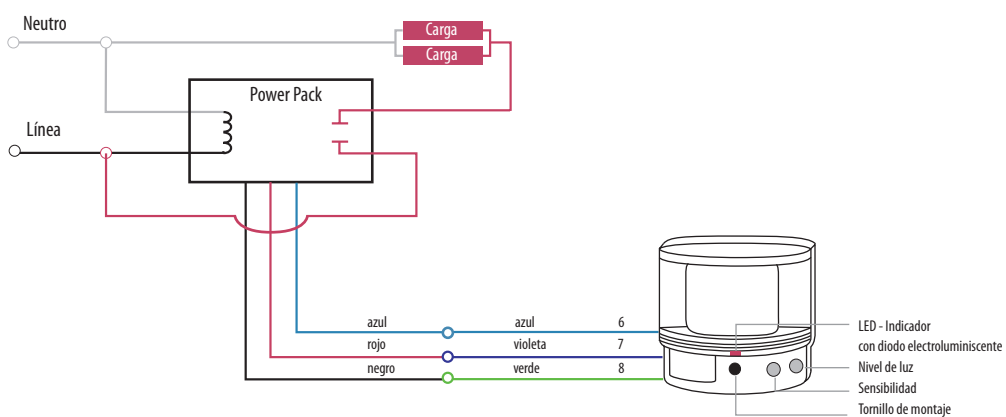 Neutro
Carga
Carga
Power Pack
Línea
azul azul 6
rojo violeta 7
negro verde 8
LED - Indicador
con diodo electroluminiscente
Nivel de luz
Sensibilidad
Tornillo de montaje